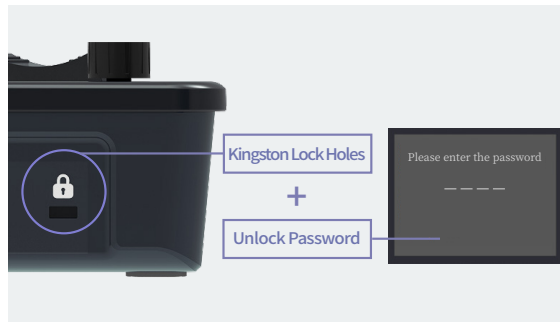 Kingston Lock Holes
Please enter the password
+
Unlock Password